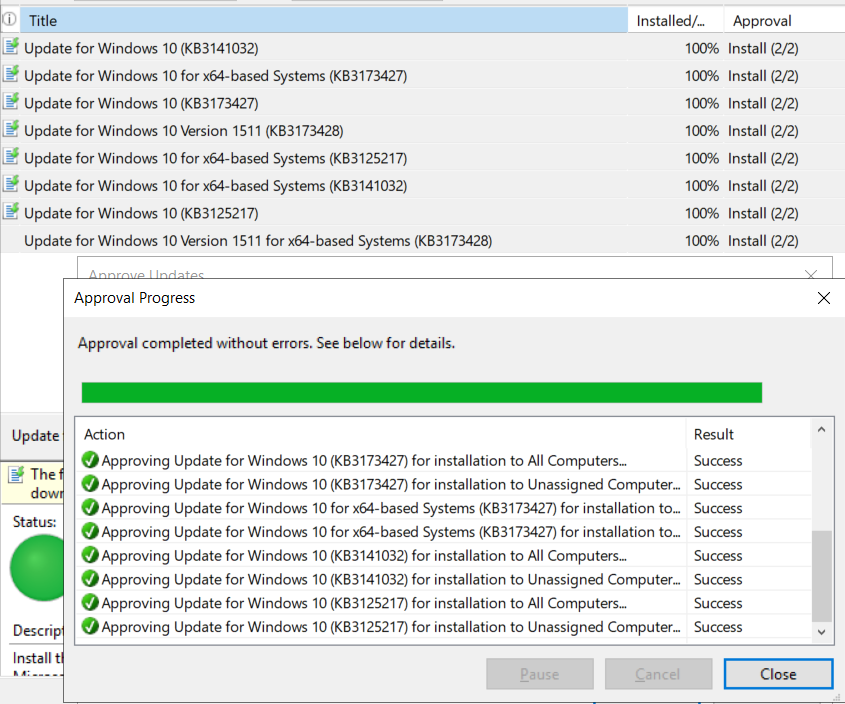 Title Installed/... Approval
Update for Windows 10 (KB3141032) 100% Install (2/2)
Update for Windows 10 for x64-based Systems (KB3173427) 100% Install (2/2)
Update for Windows 10 (KB3173427) 100% Install (2/2)
Update for Windows 10 Version 1511 (KB3173428) 100% Install (2/2)
Update for Windows 10 for x64-based Systems (KB3125217) 100% Install (2/2)
Update for Windows 10 for x64-based Systems (KB3141032) 100% Install (2/2)
Update for Windows 10 (KB3125217) 100% Install (2/2)
Update for Windows 10 Version 1511 for x64-based Systems (KB3173428) 100% Install (2/2)
Approve Updates
Approval Progress
Approval completed without errors. See below for details.
Update
Action Result
Approving Update for Windows 10 (KB3173427) for installation to All Computers... Success
The f
Approving Update for Windows 10 (KB3173427) for installation to Unassigned Computer... Success
dowr
Approving Update for Windows 10 for x64-based Systems (KB3173427) for installation to... Success
Status:
Approving Update for Windows 10 for x64-based Systems (KB3173427) for installation to... Success
Approving Update for Windows 10 (KB3141032) for installation to All Computers... Success
Approving Update for Windows 10 (KB3141032) for installation to Unassigned Computer... Success
Approving Update for Windows 10 (KB3125217) for installation to All Computers... Success
Approving Update for Windows 10 (KB3125217) for installation to Unassigned Computer... Success
Descript
Install th
Pause Cancel Close